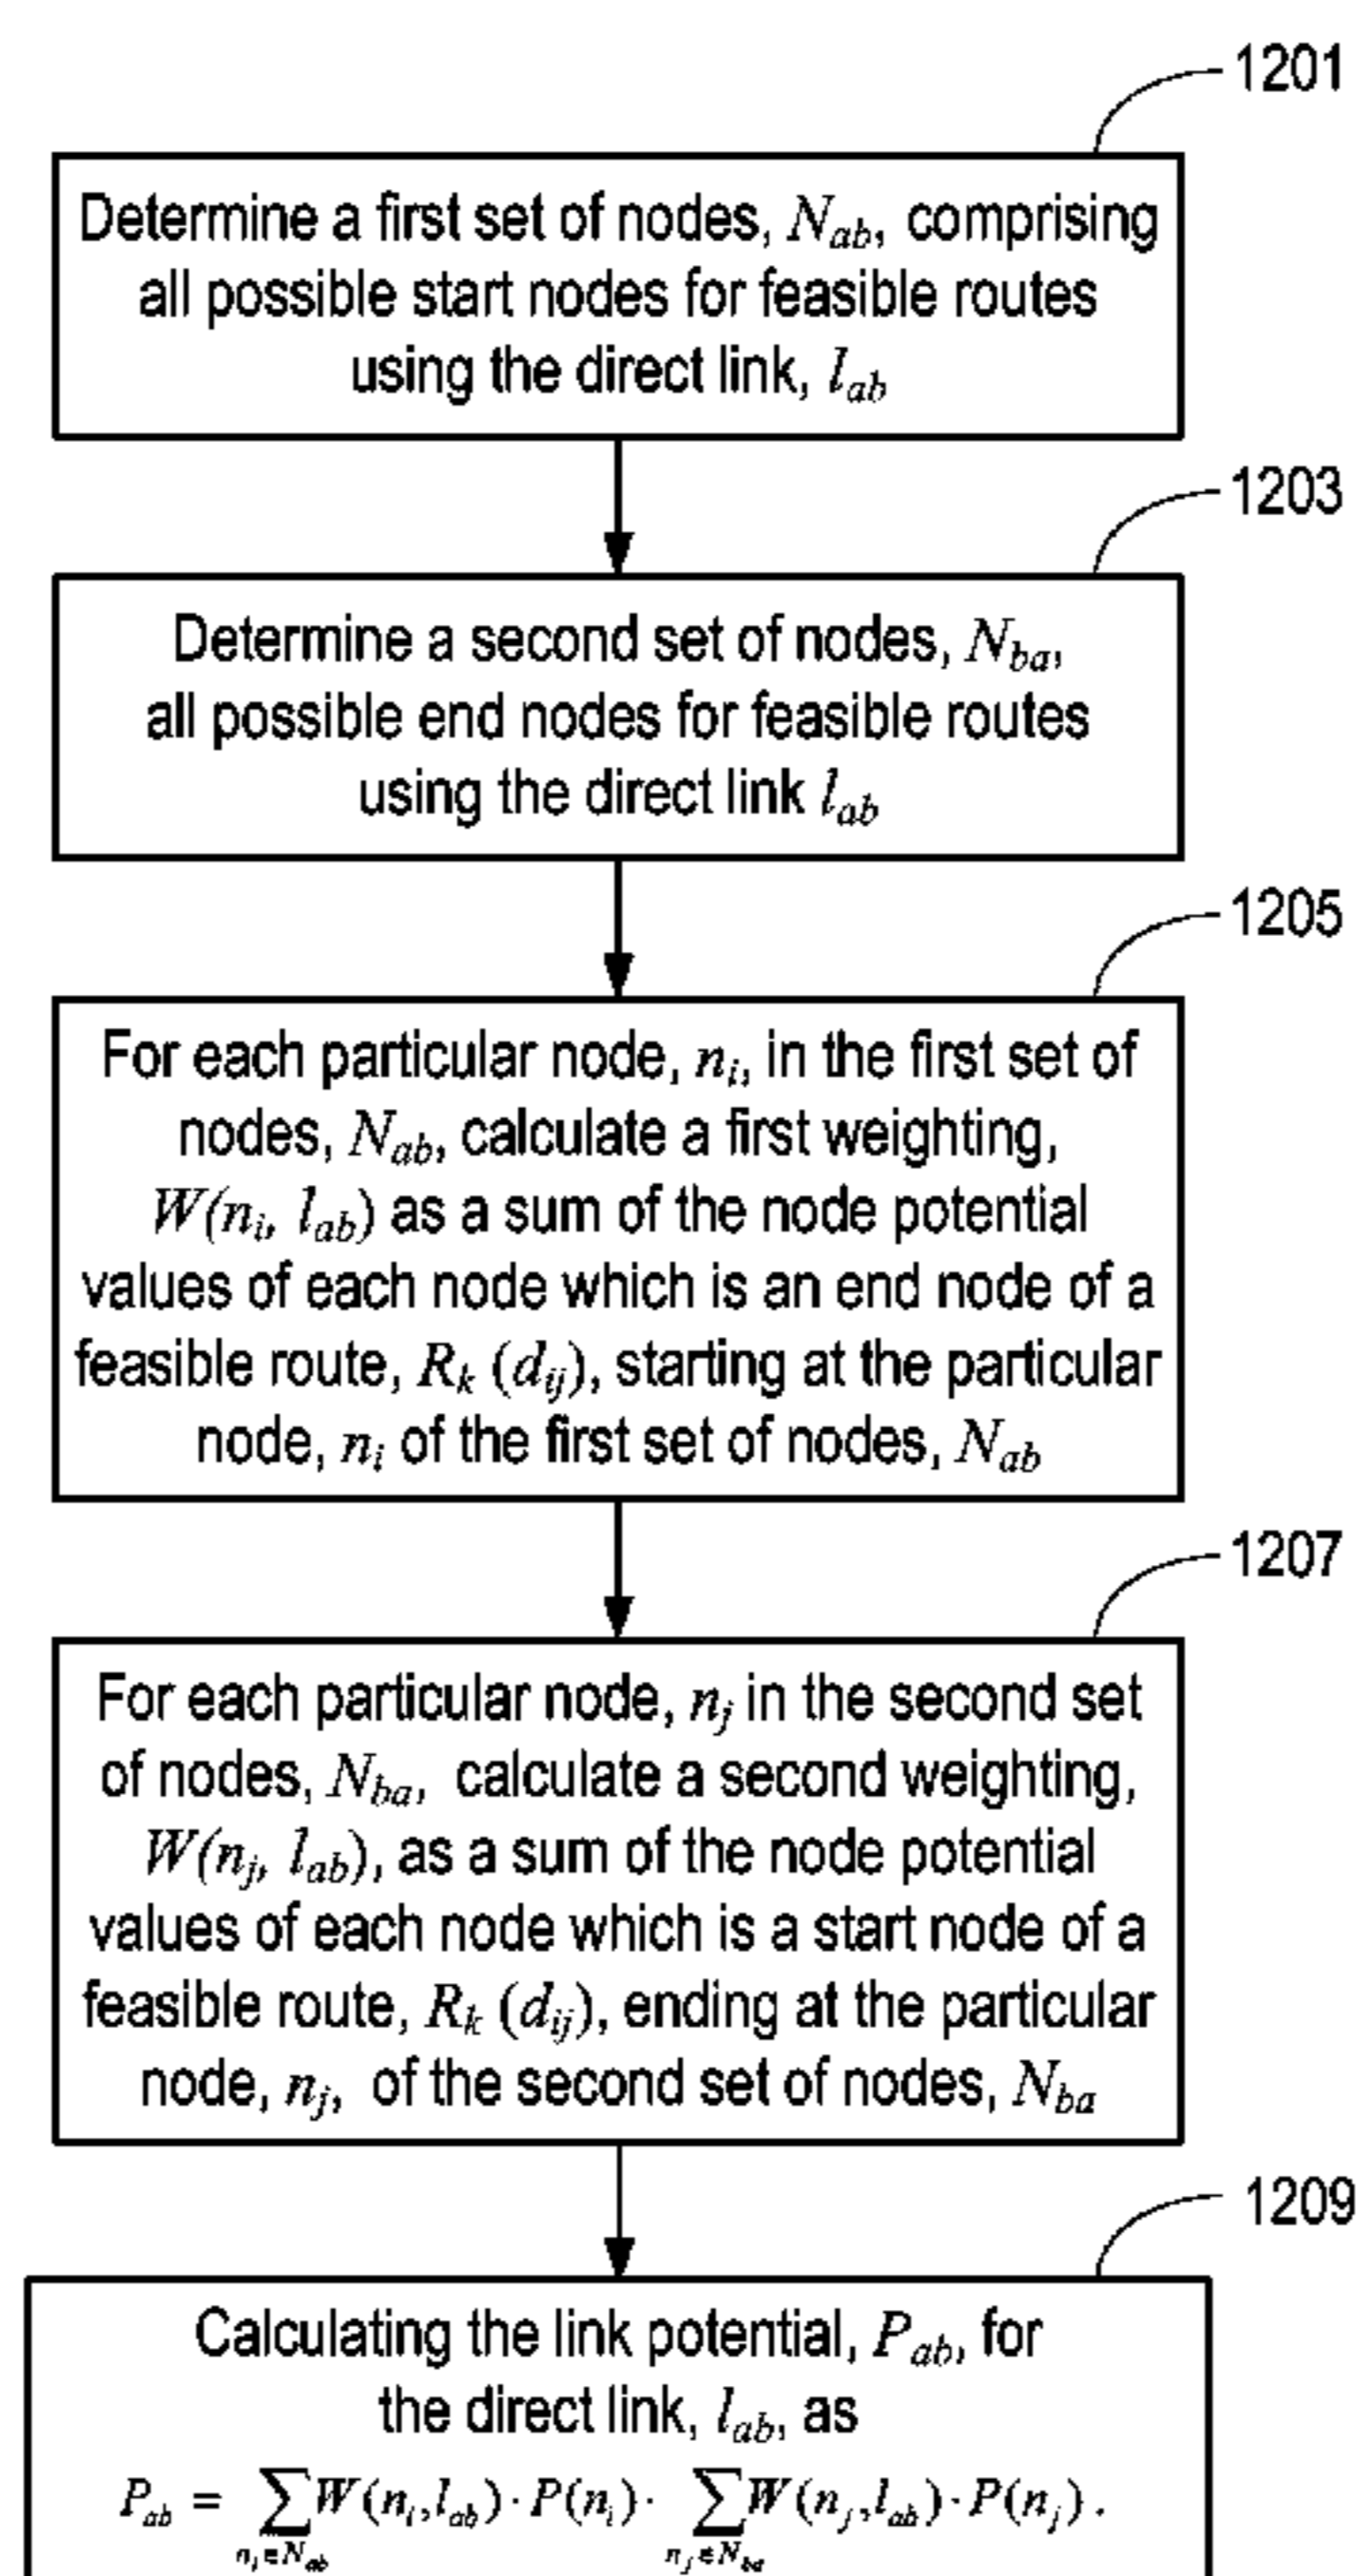 1201
Determine a first set of nodes, N_ab, comprising
all possible start nodes for feasible routes
using the direct link, l_ab
1203
Determine a second set of nodes, N_ba,
all possible end nodes for feasible routes
using the direct link l_ab
1205
For each particular node, n_i, in the first set of
nodes, N_ab, calculate a first weighting,
W(n_i, l_ab) as a sum of the node potential
values of each node which is an end node of a
feasible route, R_k (d_ij), starting at the particular
node, n_i of the first set of nodes, N_ab
1207
For each particular node, n_j in the second set
of nodes, N_ba, calculate a second weighting,
W(n_j, l_ab), as a sum of the node potential
values of each node which is a start node of a
feasible route, R_k (d_ij), ending at the particular
node, n_j, of the second set of nodes, N_ba
1209
Calculating the link potential, P_ab, for
the direct link, l_ab, as
P_ab = ∑_{n_i∈N_ab} W(n_i,l_ab)·P(n_i)· ∑_{n_j∈N_ba} W(n_j,l_ab)·P(n_j).